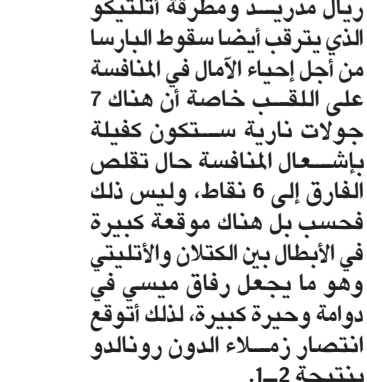 ريال مدريد ومطرقة أتلتيكو
الذي يترقب أيضا سقوط البارسا
من أجل إحياء الآمال في المنافسة
على اللقب خاصة أن هناك 7
جولات نارية ستكون كفيلة
بإشعال المنافسة حال تقلص
الفارق إلى 6 نقاط، وليس ذلك
فحسب بل هناك موقعة كبيرة
في الأبطال بين الكتلان والأتليتي
وهو ما يجعل رفاق ميسي في
دوامة وحيرة كبيرة، لذلك أتوقع
انتصار زملاء الدون رونالدو
بنتيجة 2-1.